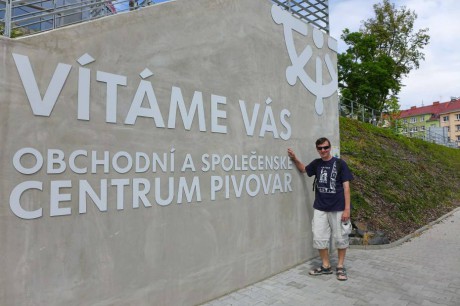 VÍTÁME VÁS
OBCHODNÍ A SPOLEČENSKÉ
CENTRUM PIVOVAR